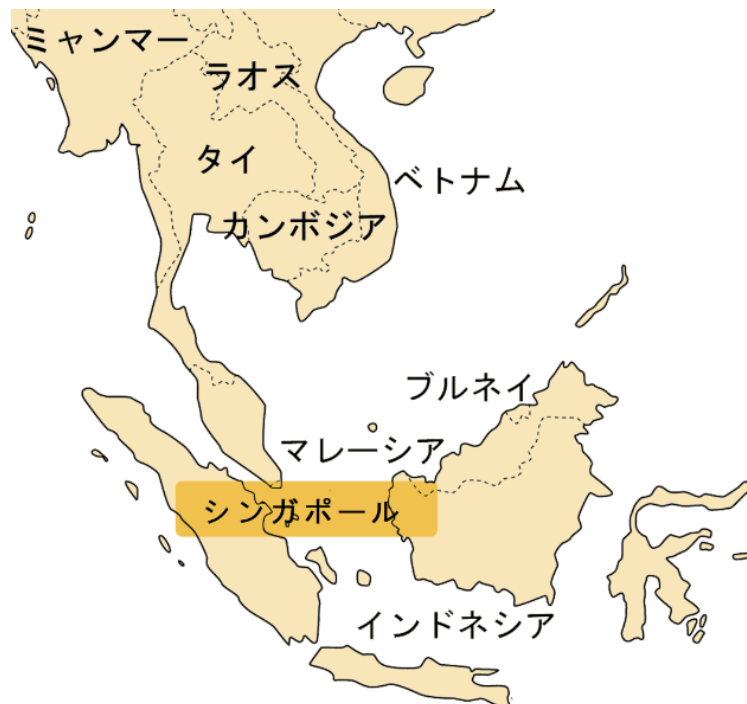 ミャンマー
ラオス
タイ
ベトナム
カンボジア
ブルネイ
マレーシア
シンガポール
インドネシア